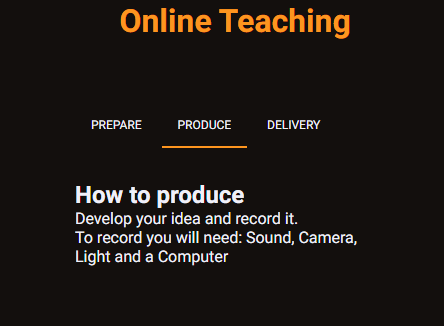 Online Teaching
PREPARE PRODUCE DELIVERY
How to produce
Develop your idea and record it.
To record you will need: Sound, Camera,
Light and a Computer